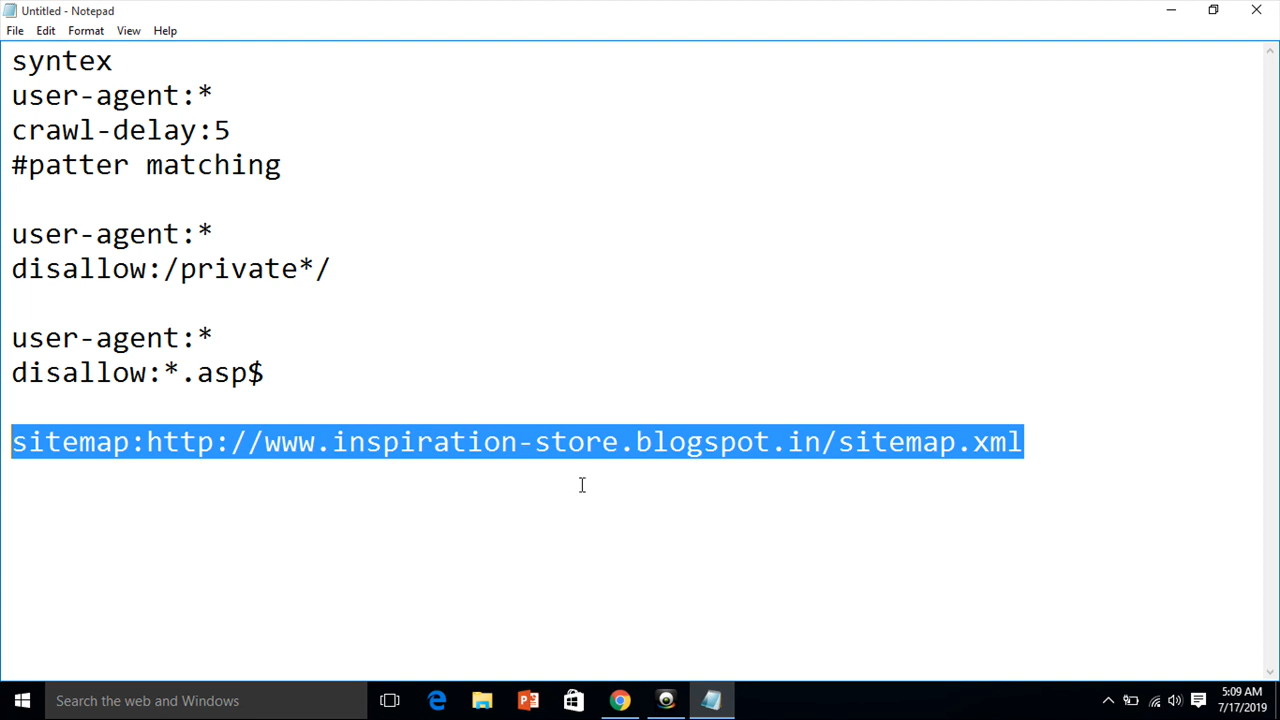 Untitled - Notepad
File Edit Format View Help
syntex
user-agent:*
crawl-delay:5
#patter matching
user-agent:*
disallow:/private*/
user-agent:*
disallow:*.asp$
sitemap:http://www.inspiration-store.blogspot.in/sitemap.xml
Search the web and Windows
5:09 AM
7/17/2019